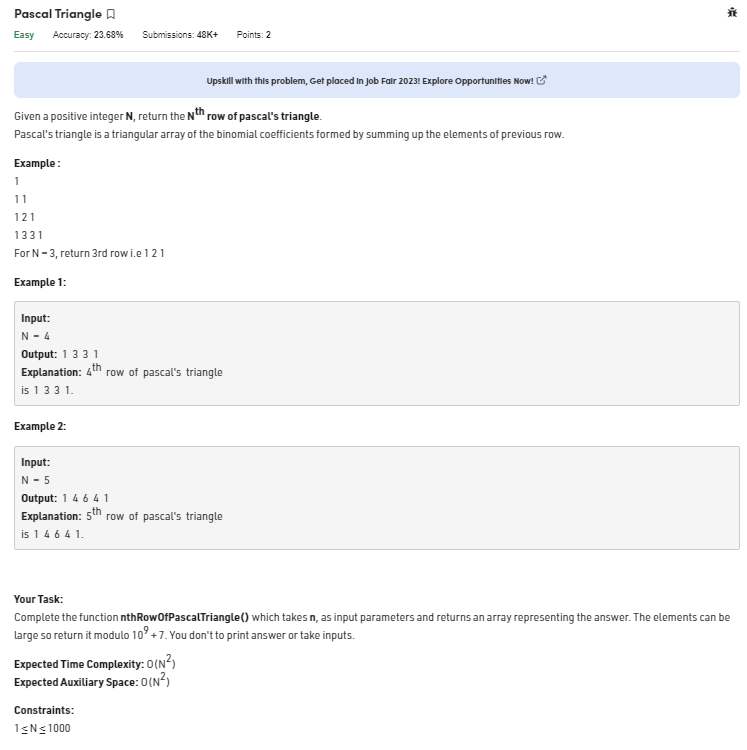 Pascal Triangle
Easy Accuracy: 23.68% Submissions: 48K+ Points: 2
Upskill with this problem, Get placed in Job Fair 2023! Explore Opportunities Now!
Given a positive integer N, return the Nth row of pascal's triangle.
Pascal's triangle is a triangular array of the binomial coefficients formed by summing up the elements of previous row.
Example :
1
1 1
1 2 1
1 3 3 1
For N = 3, return 3rd row i.e 1 2 1
Example 1:
Input:
N = 4
Output: 1 3 3 1
Explanation: 4th row of pascal's triangle
is 1 3 3 1.
Example 2:
Input:
N = 5
Output: 1 4 6 4 1
Explanation: 5th row of pascal's triangle
is 1 4 6 4 1.
Your Task:
Complete the function nthRowOfPascalTriangle() which takes n, as input parameters and returns an array representing the answer. The elements can be
large so return it modulo 10^9 + 7. You don't to print answer or take inputs.
Expected Time Complexity: O(N^2)
Expected Auxiliary Space: O(N^2)
Constraints:
1 ≤ N ≤ 1000